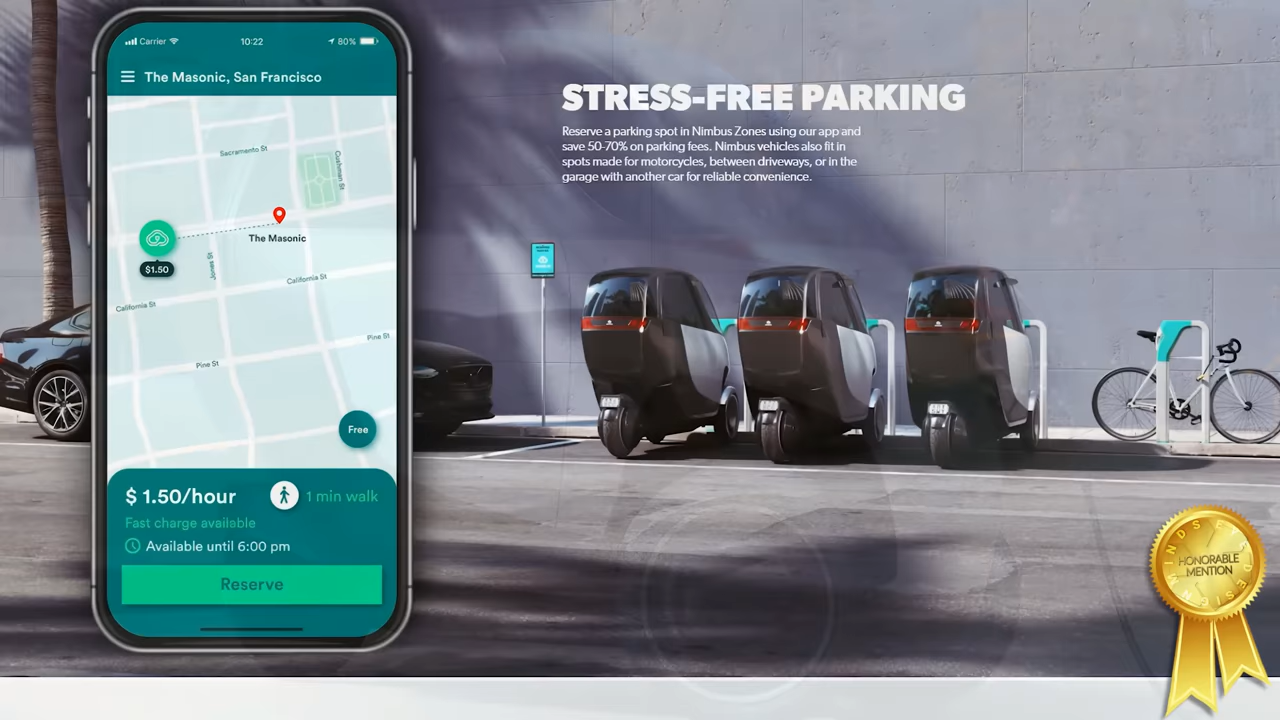 Carrier
10:22
80%
The Masonic, San Francisco
Sacramento St
Cushman St
The Masonic
$1.50
Jones St
California St
California St
Pine St
Pine St
Free
$ 1.50/hour
1 min walk
Fast charge available
Available until 6:00 pm
Reserve
STRESS-FREE PARKING
Reserve a parking spot in Nimbus Zones using our app and
save 50-70% on parking fees. Nimbus vehicles also fit in
spots made for motorcycles, between driveways, or in the
garage with another car for reliable convenience.
MINDSET DESIGN
HONORABLE
MENTION